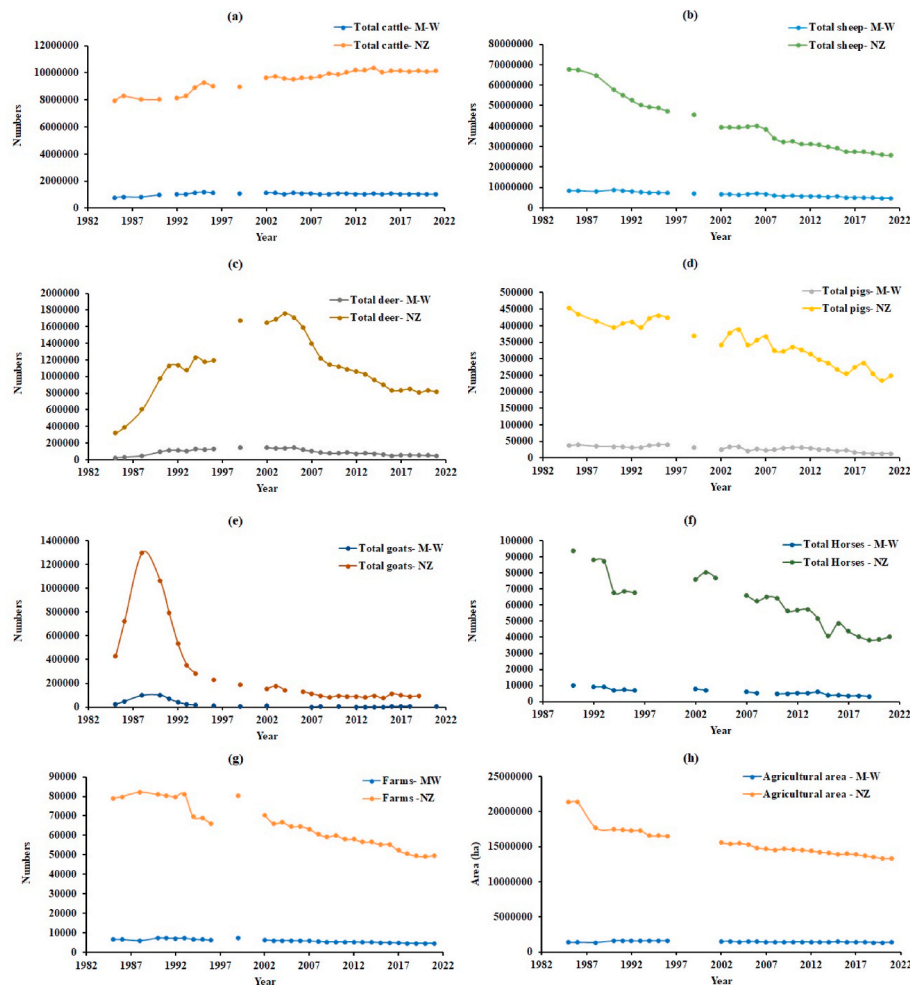 (a)
Total cattle- M-W
Total cattle- NZ
12000000
10000000
8000000
6000000
4000000
2000000
0
Numbers
1982 1987 1992 1997 2002 2007 2012 2017 2022
Year
(b)
Total sheep- M-W
Total sheep- NZ
80000000
70000000
60000000
50000000
40000000
30000000
20000000
10000000
0
Numbers
1982 1987 1992 1997 2002 2007 2012 2017 2022
Year
(c)
Total deer- M-W
Total deer- NZ
2000000
1800000
1600000
1400000
1200000
1000000
800000
600000
400000
200000
0
Numbers
1982 1987 1992 1997 2002 2007 2012 2017 2022
Year
(d)
Total pigs- M-W
Total pigs- NZ
500000
450000
400000
350000
300000
250000
200000
150000
100000
50000
0
Numbers
1982 1987 1992 1997 2002 2007 2012 2017 2022
Year
(e)
Total goats- M-W
Total goats- NZ
1400000
1200000
1000000
800000
600000
400000
200000
0
Numbers
1982 1987 1992 1997 2002 2007 2012 2017 2022
Year
(f)
Total Horses - M-W
Total Horses - NZ
100000
90000
80000
70000
60000
50000
40000
30000
20000
10000
0
Numbers
1987 1992 1997 2002 2007 2012 2017 2022
Year
(g)
Farms- MW
Farms -NZ
90000
80000
70000
60000
50000
40000
30000
20000
10000
0
Numbers
1982 1987 1992 1997 2002 2007 2012 2017 2022
Year
(h)
Agricultural area - M-W
Agricultural area - NZ
25000000
20000000
15000000
10000000
5000000
0
Area (ha)
1982 1987 1992 1997 2002 2007 2012 2017 2022
Year